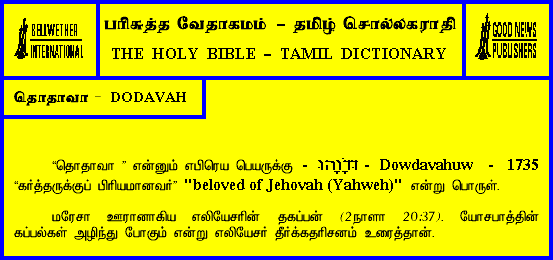 BELLWETHER
INTERNATIONAL
பரிசுத்த வேதாகமம் - தமிழ் சொல்லகராதி
THE HOLY BIBLE - TAMIL DICTIONARY
GOOD NEWS
PUBLISHERS
தொதாவா - DODAVAH
“தொதாவா ” என்னும் எபிரெய பெயருக்கு - דּוֹדָוָהוּ - Dowdavahuw - 1735
“கர்த்தருக்குப் பிரியமானவர்” "beloved of Jehovah (Yahweh)" என்று பொருள்.
மரேசா ஊரானாகிய எலியேசரின் தகப்பன் (2நாளா 20:37). யோசபாத்தின்
கப்பல்கள் அழிந்து போகும் என்று எலியேசர் தீர்க்கதரிசனம் உரைத்தான்.